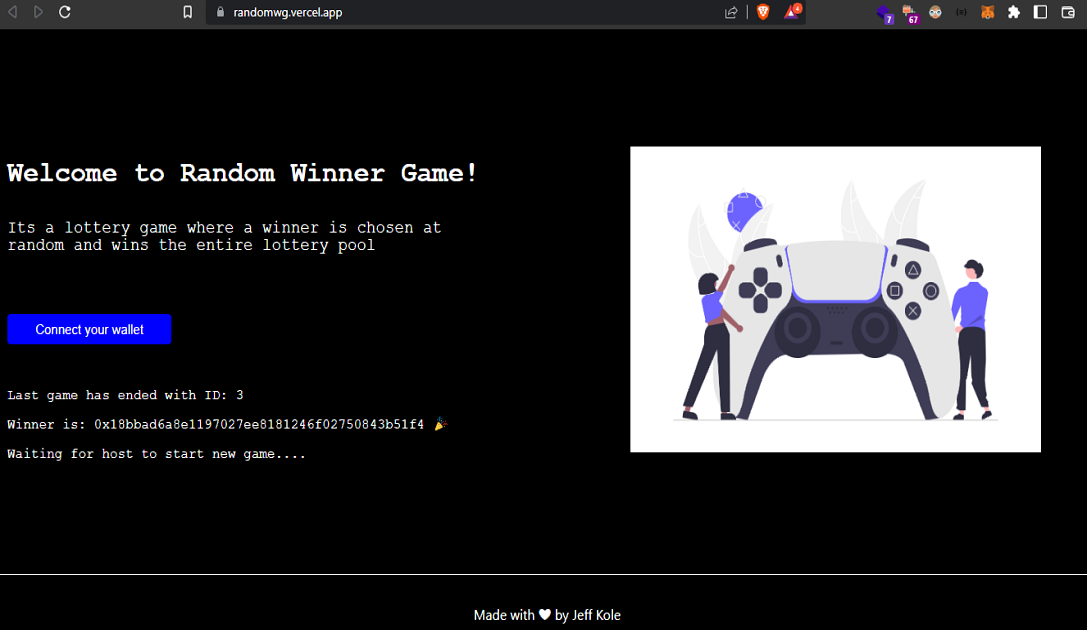 randomwg.vercel.app
4
7
67
Welcome to Random Winner Game!
Its a lottery game where a winner is chosen at
random and wins the entire lottery pool
Connect your wallet
Last game has ended with ID: 3
Winner is: 0x18bbad6a8e1197027ee8181246f02750843b51f4 🎉
Waiting for host to start new game....
Made with ♥ by Jeff Kole